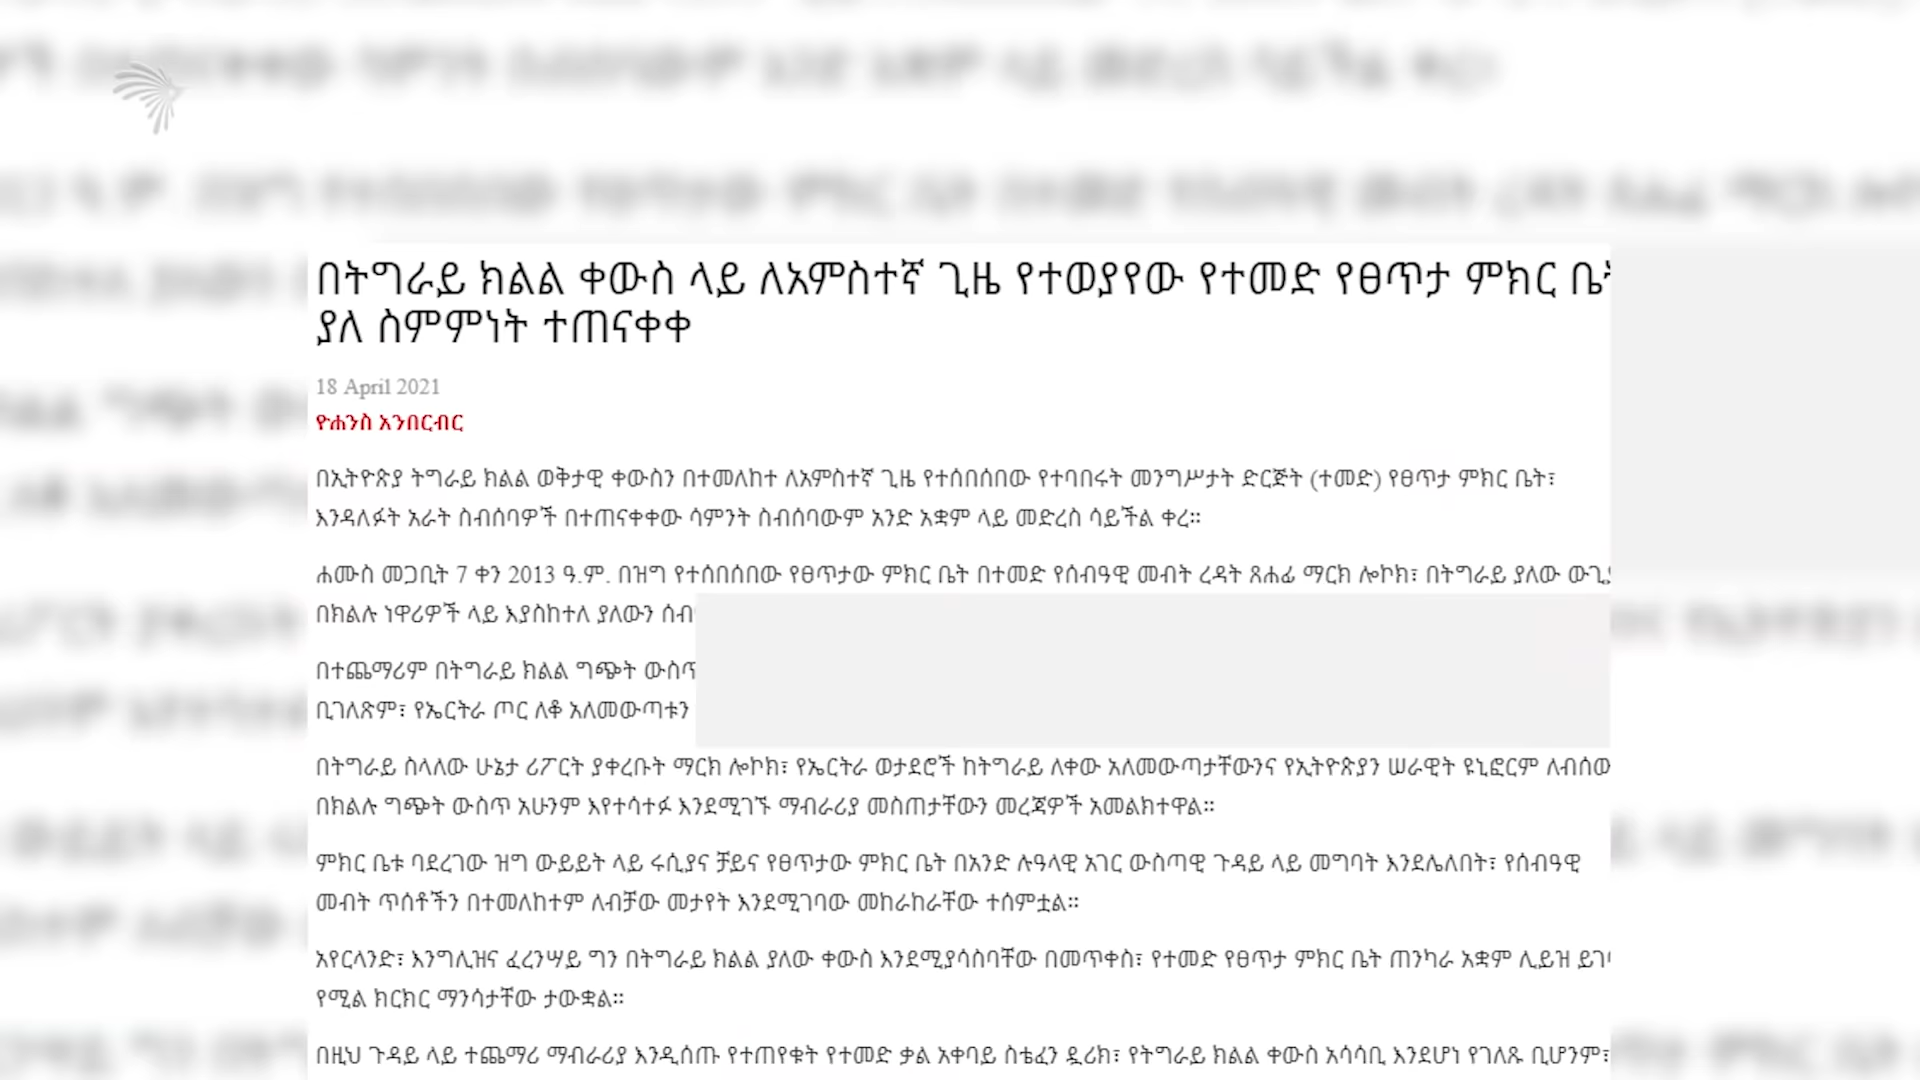 በትግራይ ክልል ቀውስ ላይ ለአምስተኛ ጊዜ የተወያየው የተመድ የፀጥታ ምክር
ያለ ስምምነት ተጠናቀቀ
18 April 2021
ዮሐንስ አንበርብር
በኢትዮጵያ ትግራይ ክልል ወቅታዊ ቀውስን በተመለከተ ለአምስተኛ ጊዜ የተሰበሰበው የተባበሩት መንግሥታት ድርጅት (ተመድ) የፀጥታ ምክር ቤት፣
እንዳለፉት አራት ስብሰባዎች በተጠናቀቀው ሳምንት ስብሰባውም አንድ አቋም ላይ መድረስ ሳይችል ቀረ።
ሐሙስ መጋቢት 7 ቀን 2013 ዓ.ም. በዝግ የተሰበሰበው የፀጥታው ምክር ቤት በተመድ የሰብዓዊ መብት ረዳት ጸሐፊ ማርክ ሎኮክ፣ በትግራይ ያለው
በክልሉ ነዋሪዎች ላይ እያስከተለ ያለውን
በተጨማሪም በትግራይ ክልል ግጭት ውስጥ
ቢገለጽም፣ የኤርትራ ጦር ለቆ አለመውጣቱን
በትግራይ ስላለው ሁኔታ ሪፖርት ያቀረቡት ማርክ ሎኮክ፣ የኤርትራ ወታደሮች ከትግራይ ለቀው አለመውጣታቸውንና የኢትዮጵያን ሠራዊት ዩኒፎርም ለብሰው
በክልሉ ግጭት ውስጥ አሁንም እየተሳተፉ እንደሚገኙ ማብራሪያ መስጠታቸውን መረጃዎች አመልክተዋል።
ምክር ቤቱ ባደረገው ዝግ ውይይት ላይ ሩሲያና ቻይና የፀጥታው ምክር ቤት በአንድ ሉዓላዊ አገር ውስጣዊ ጉዳይ ላይ መግባት እንደሌለበት፣ የሰብዓዊ
መብት ጥሰቶችን በተመለከተም ለብቻው መታየት እንደሚገባው መከራከራቸው ተሰምቷል።
አየርላንድ፣ እንግሊዝና ፈረንሣይ ግን በትግራይ ክልል ያለው ቀውስ እንደሚያሳስባቸው በመጥቀስ፣ የተመድ የፀጥታ ምክር ቤት ጠንካራ አቋም ሊይዝ
የሚል ክርክር ማንሳታቸው ታውቋል።
በዚህ ጉዳይ ላይ ተጨማሪ ማብራሪያ እንዲሰጡ የተጠየቁት የተመድ ቃል አቀባይ ስቴፈን ዷሪክ፣ የትግራይ ክልል ቀውስ አሳሳቢ እንደሆነ የገለጹ ቢሆንም፣